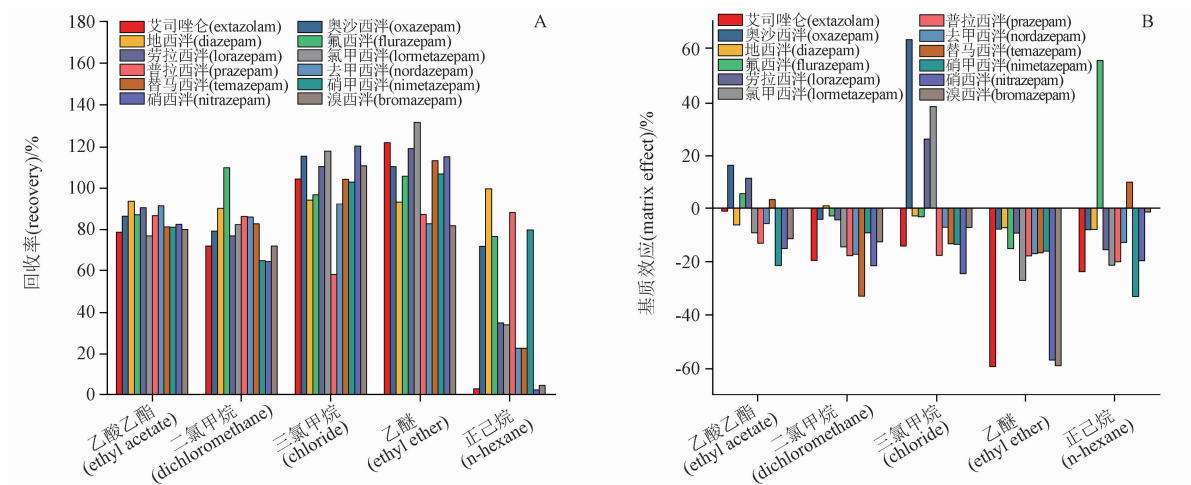 A
180
160
140
120
100
80
60
40
20
0
回收率(recovery)/%
艾司唑仑(extazolam)
地西泮(diazepam)
劳拉西泮(lorazepam)
普拉西泮(prazepam)
替马西泮(temazepam)
硝西泮(nitrazepam)
奥沙西泮(oxazepam)
氟西泮(flurazepam)
氯甲西泮(lormetazepam)
去甲西泮(nordazepam)
硝甲西泮(nimetazepam)
溴西泮(bromazepam)
乙酸乙酯
(ethyl acetate)
二氯甲烷
(dichloromethane)
三氯甲烷
(chloride)
乙醚
(ethyl ether)
正己烷
(n-hexane)
B
60
40
20
0
-20
-40
-60
基质效应(matrix effect)/%
艾司唑仑(extazolam)
奥沙西泮(oxazepam)
地西泮(diazepam)
氟西泮(flurazepam)
劳拉西泮(lorazepam)
氯甲西泮(lormetazepam)
普拉西泮(prazepam)
去甲西泮(nordazepam)
替马西泮(temazepam)
硝甲西泮(nimetazepam)
硝西泮(nitrazepam)
溴西泮(bromazepam)
乙酸乙酯
(ethyl acetate)
二氯甲烷
(dichloromethane)
三氯甲烷
(chloride)
乙醚
(ethyl ether)
正己烷
(n-hexane)